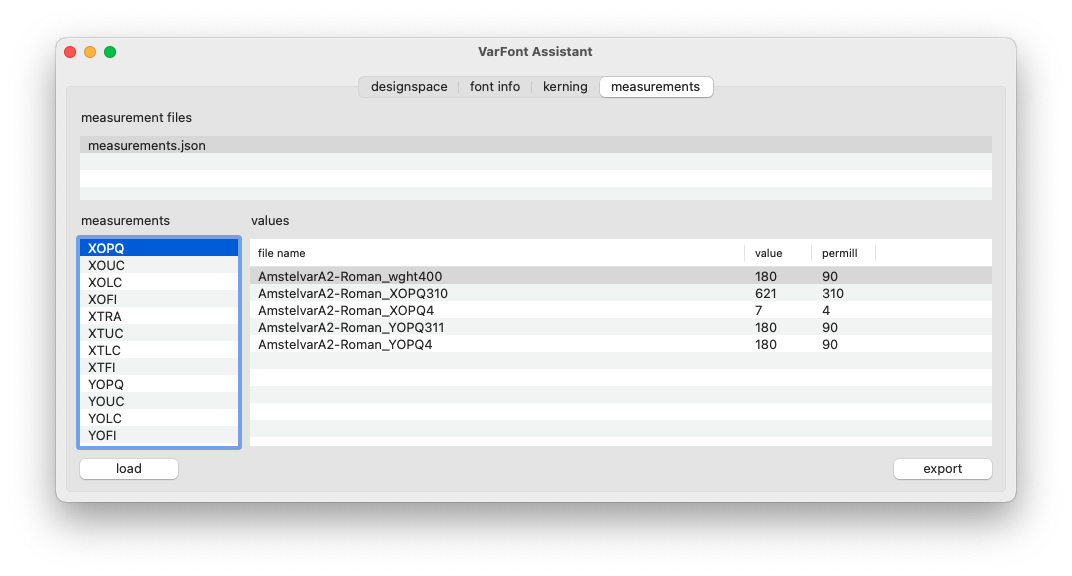 VarFont Assistant
designspace font info kerning measurements
measurement files
measurements.json
measurements values
XOPQ
XOUC
XOLC
XOFI
XTRA
XTUC
XTLC
XTFI
YOPQ
YOUC
YOLC
YOFI
file name value permill
AmstelvarA2-Roman_wght400 180 90
AmstelvarA2-Roman_XOPQ310 621 310
AmstelvarA2-Roman_XOPQ4 7 4
AmstelvarA2-Roman_YOPQ311 180 90
AmstelvarA2-Roman_YOPQ4 180 90
load export